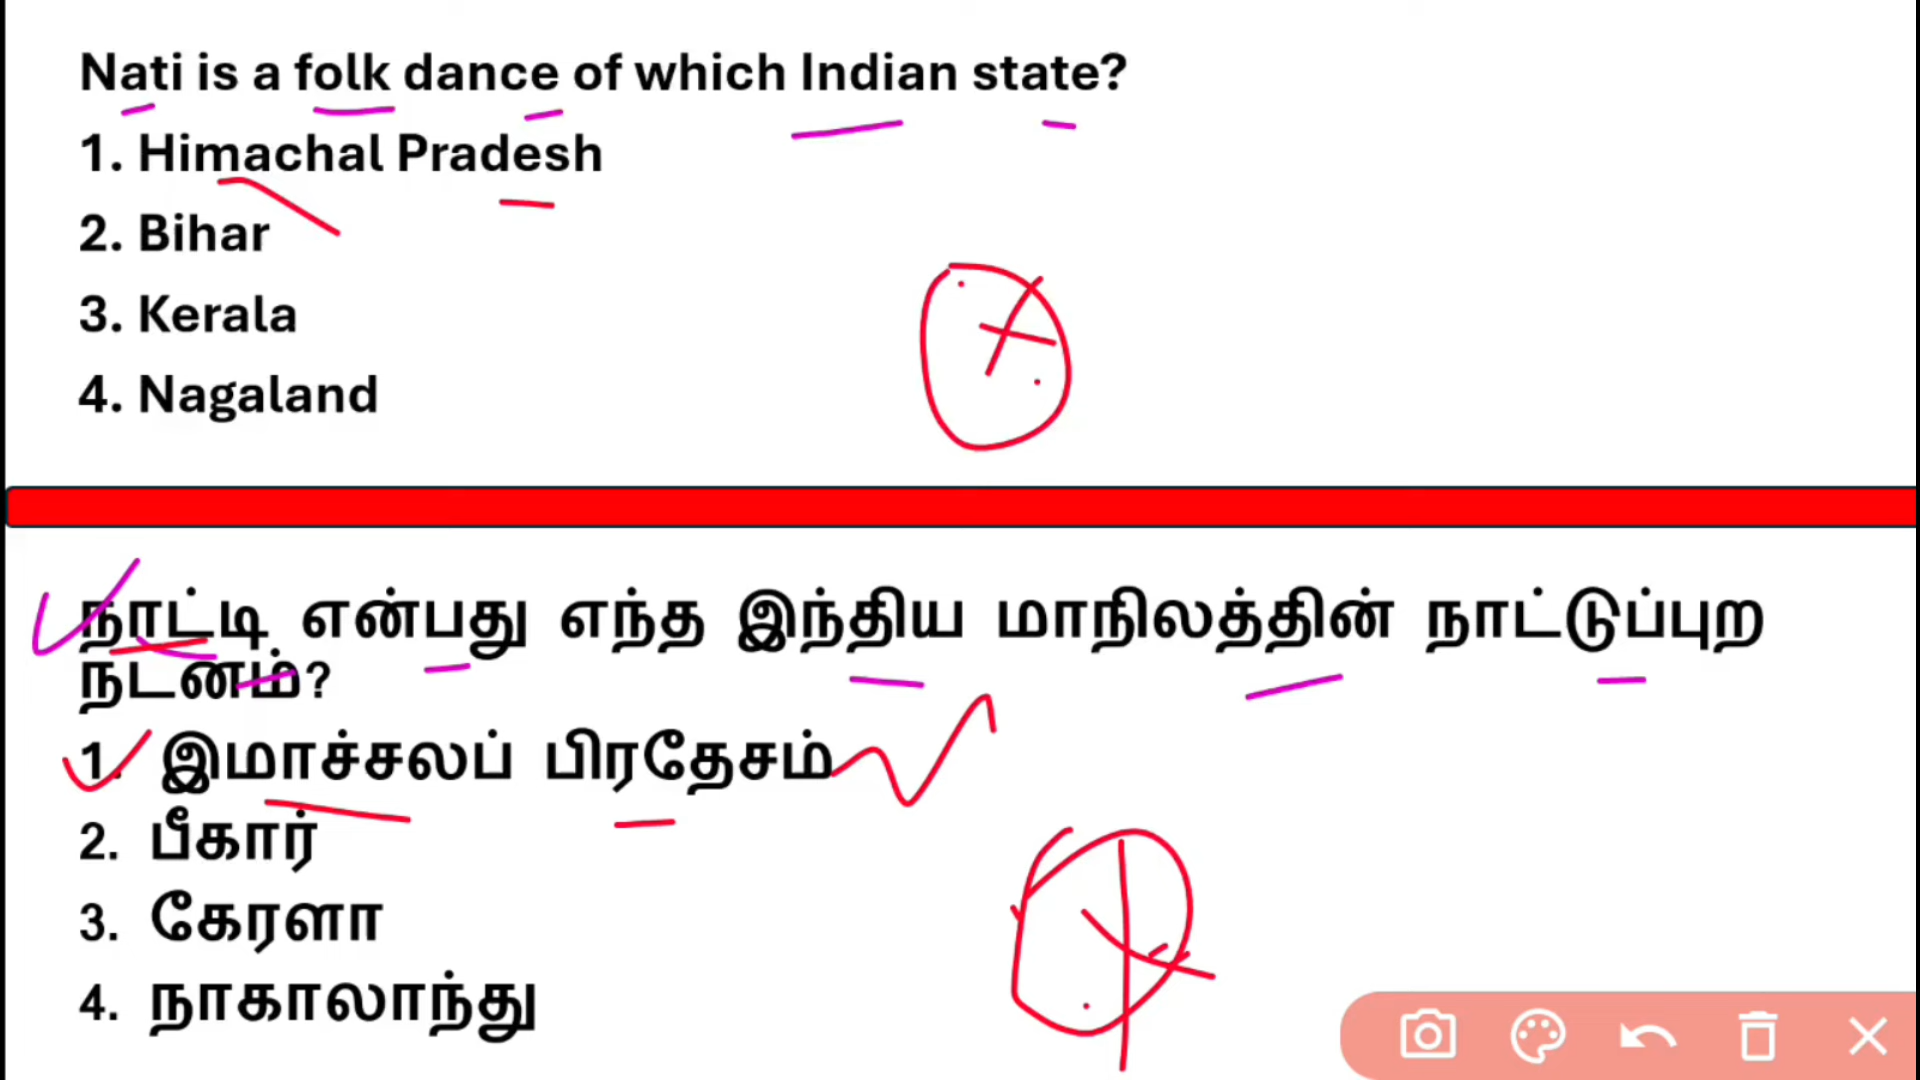 Nati is a folk dance of which Indian state?
1. Himachal Pradesh
2. Bihar
3. Kerala
4. Nagaland
நாட்டி என்பது எந்த இந்திய மாநிலத்தின் நாட்டுப்புற
நடனம்?
1. இமாச்சலப் பிரதேசம்
2. பீகார்
3. கேரளா
4. நாகாலாந்து